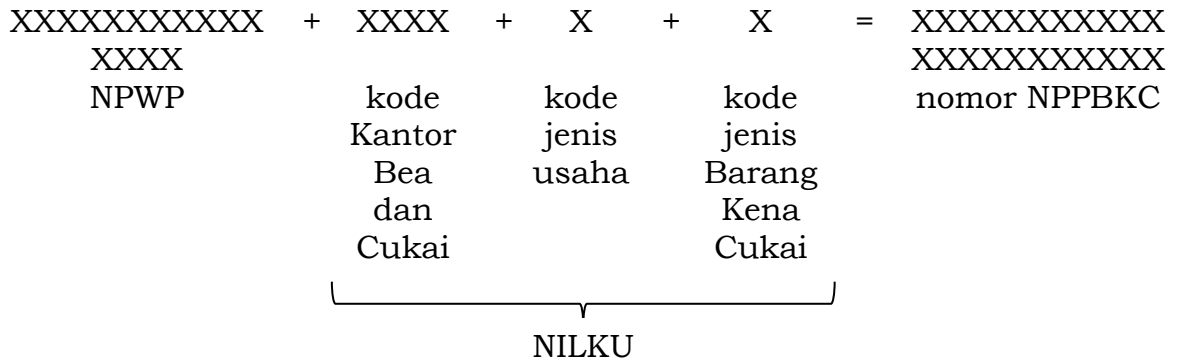 XXXXXXXXXXX + XXXX + X + X = XXXXXXXXXXX
XXXX XXXXXXXXXXX
NPWP kode kode kode nomor NPPBKC
Kantor jenis jenis
Bea usaha Barang
dan Kena
Cukai Cukai
NILKU